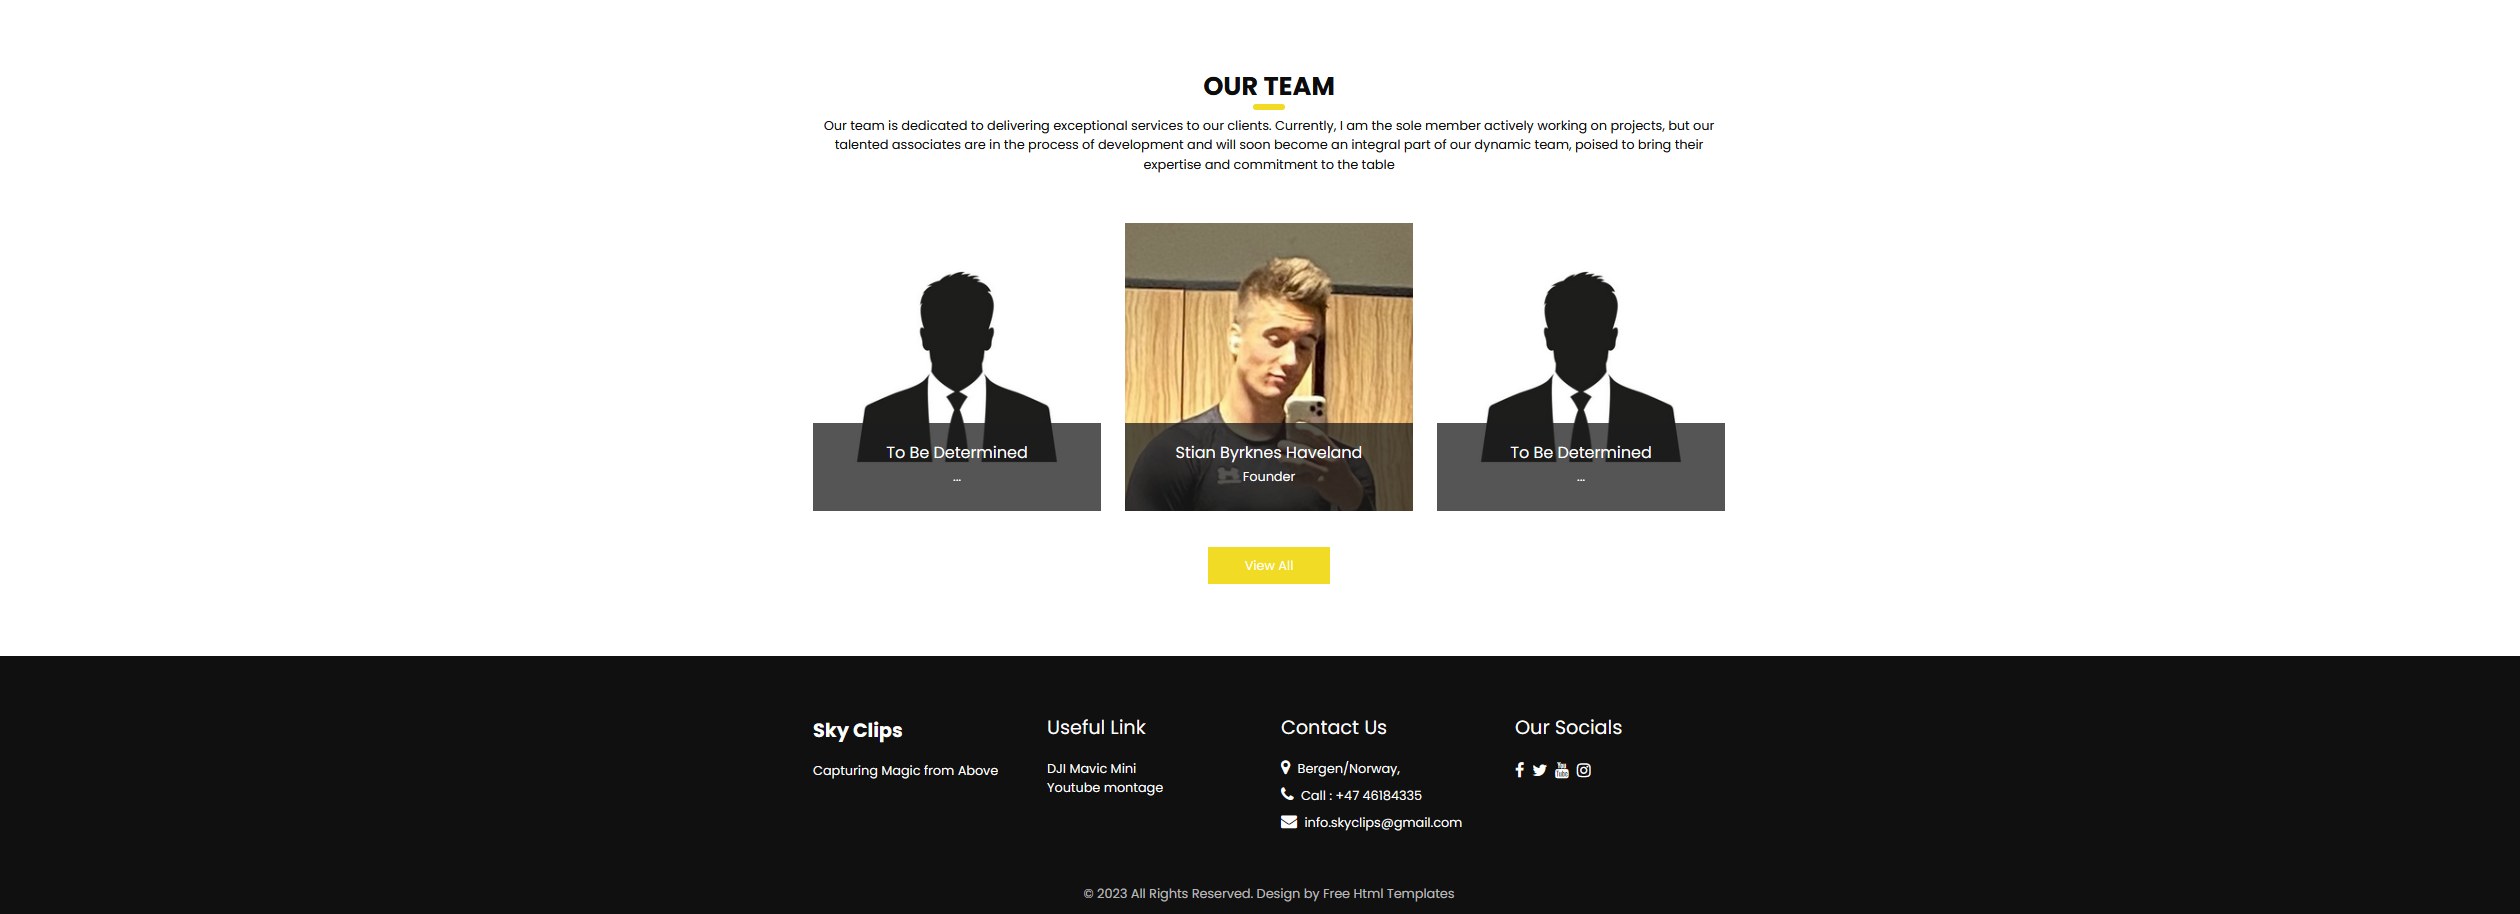 OUR TEAM
Our team is dedicated to delivering exceptional services to our clients. Currently, I am the sole member actively working on projects, but our
talented associates are in the process of development and will soon become an integral part of our dynamic team, poised to bring their
expertise and commitment to the table
To Be Determined
...
Stian Byrknes Haveland
Founder
To Be Determined
...
View All
Sky Clips
Capturing Magic from Above
Useful Link
DJI Mavic Mini
Youtube montage
Contact Us
Bergen/Norway,
Call : +47 46184335
info.skyclips@gmail.com
Our Socials
You
Tube
© 2023 All Rights Reserved. Design by Free Html Templates